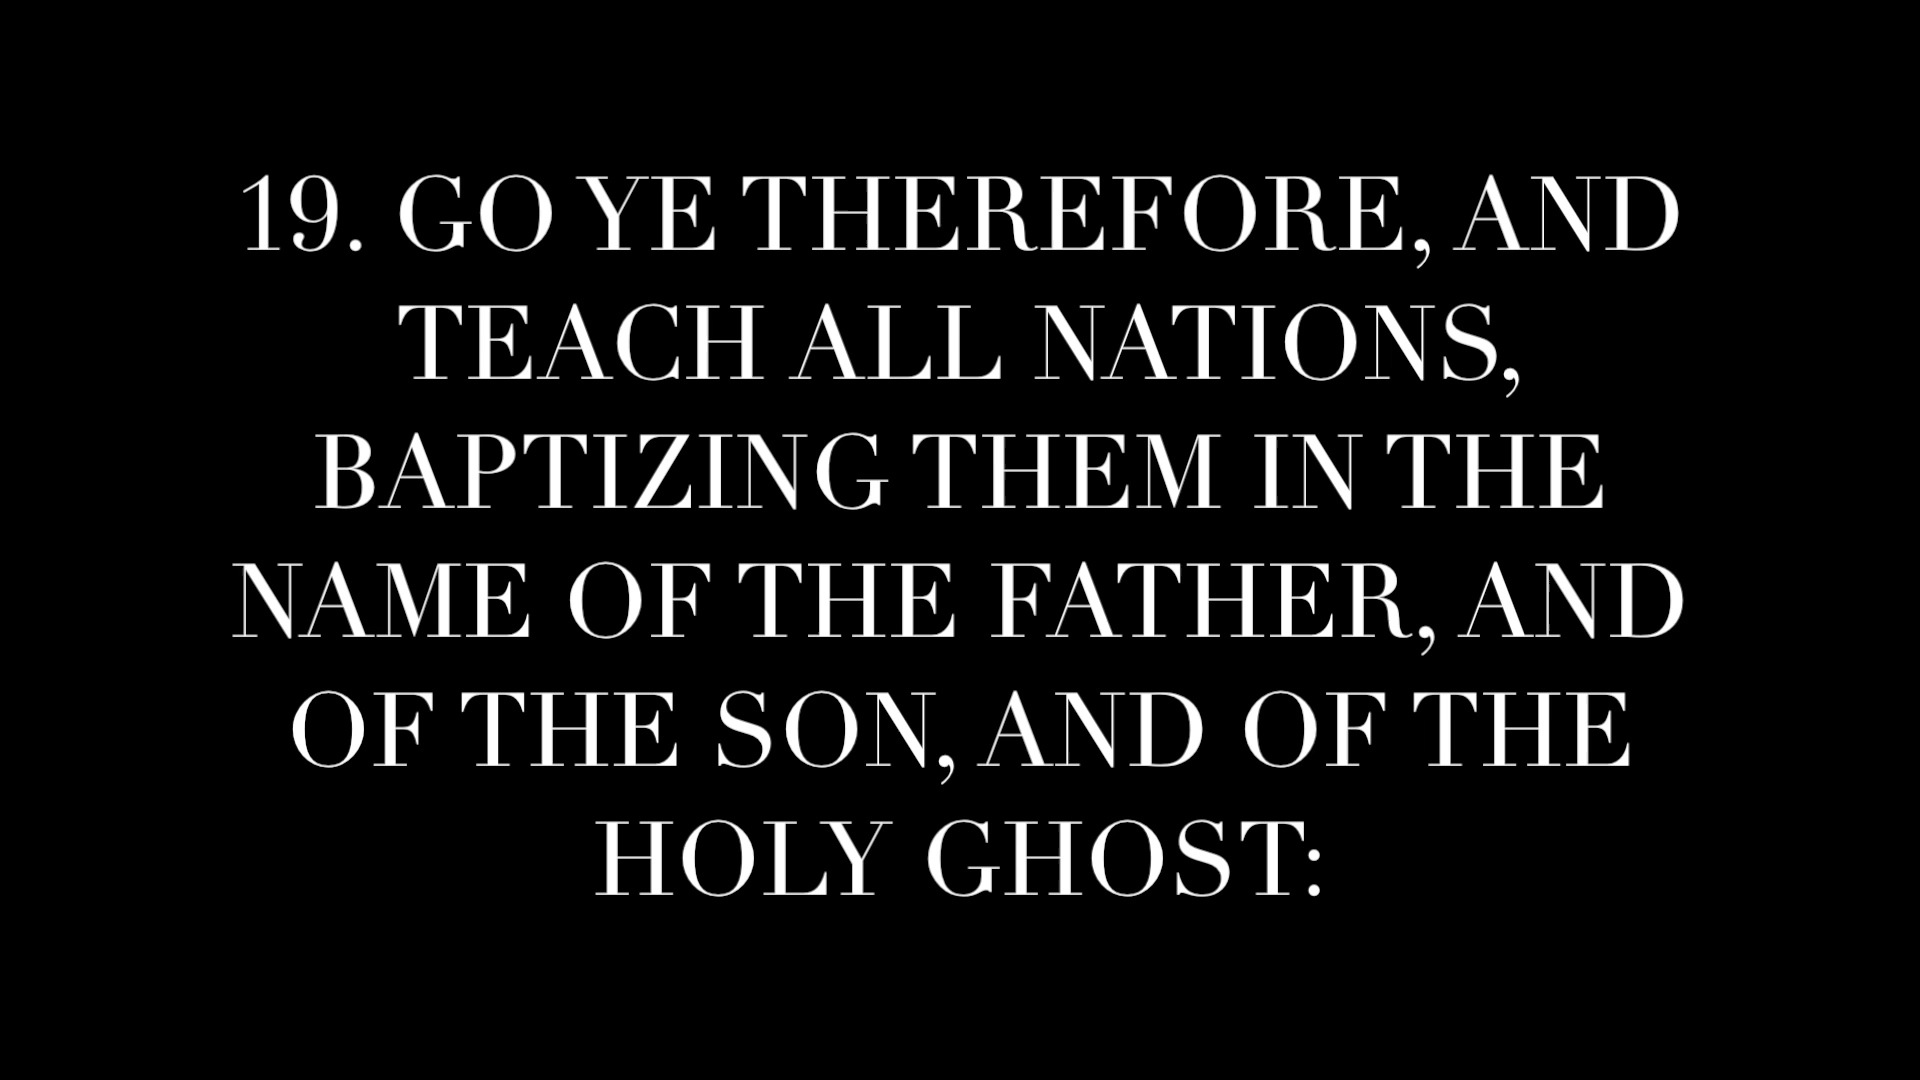 19. GO YE THEREFORE, AND
TEACH ALL NATIONS,
BAPTIZING THEM IN THE
NAME OF THE FATHER, AND
OF THE SON, AND OF THE
HOLY GHOST: